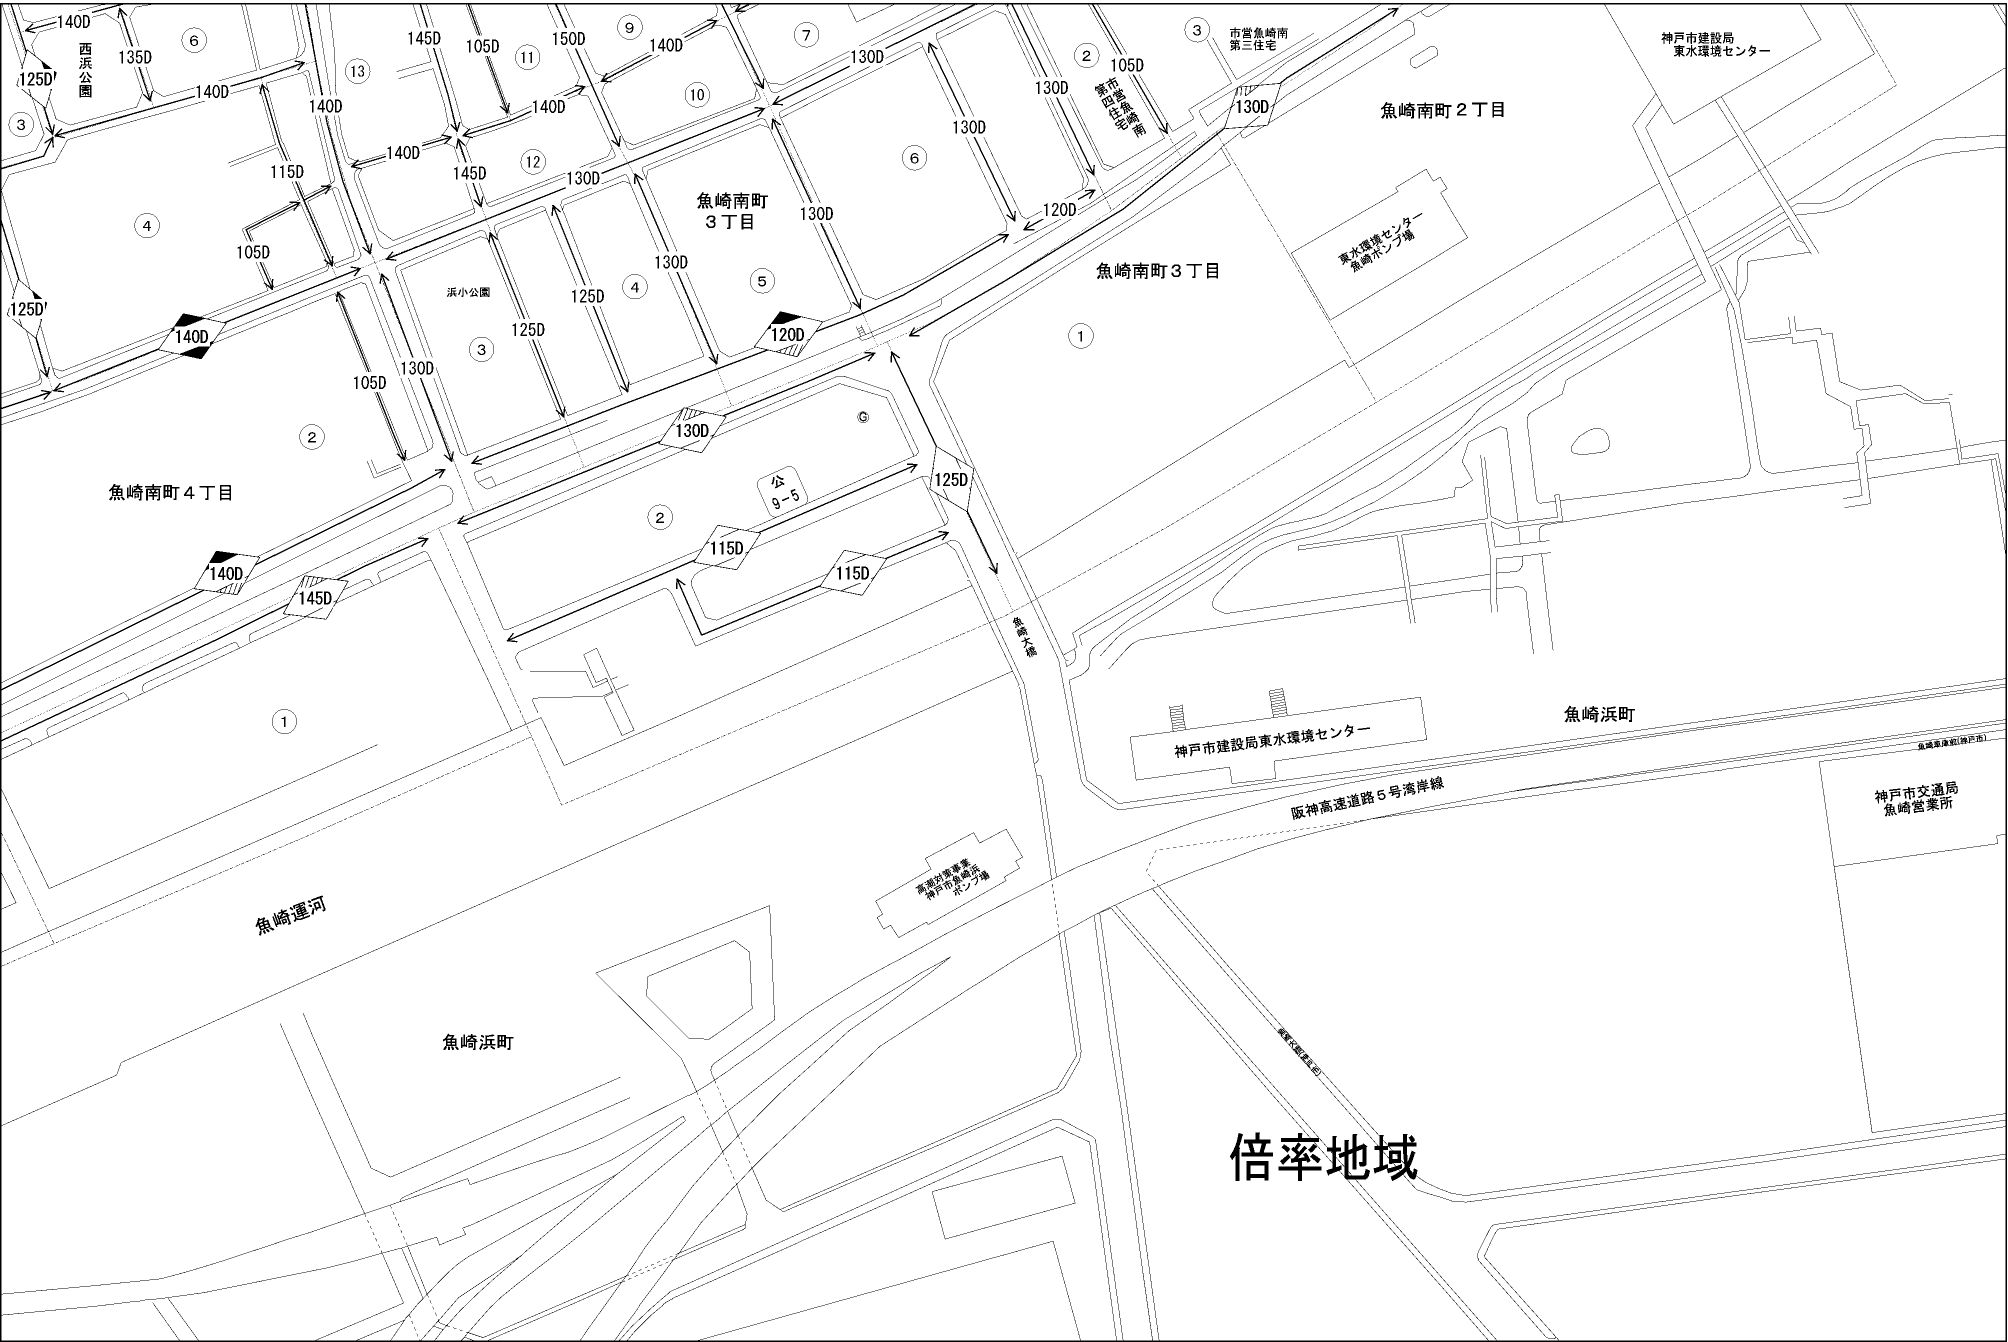 140D
西浜公園
135D
6
125D
3
140D
13
140D
145D
105D
11
150D
9
140D
7
130D
10
140D
12
140D
145D
115D
4
105D
130D
魚崎南町
3丁目
130D
130D
6
130D
130D
2
105D
第四住宅
市営魚崎南
3
市営魚崎南
第三住宅
130D
神戸市建設局
東水環境センター
魚崎南町2丁目
120D
東水環境センター
魚崎ポンプ場
魚崎南町3丁目
1
125D
140D
浜小公園
3
125D
125D
4
5
130D
120D
105D
130D
2
130D
G
魚崎南町4丁目
公
9-5
2
125D
115D
115D
140D
145D
1
魚崎大橋
魚崎浜町
神戸市建設局東水環境センター
阪神高速道路5号湾岸線
魚崎車庫前(神戸市)
神戸市交通局
魚崎営業所
高潮対策事業
神戸市魚崎浜
ポンプ場
魚崎運河
魚崎浜町
倍率地域